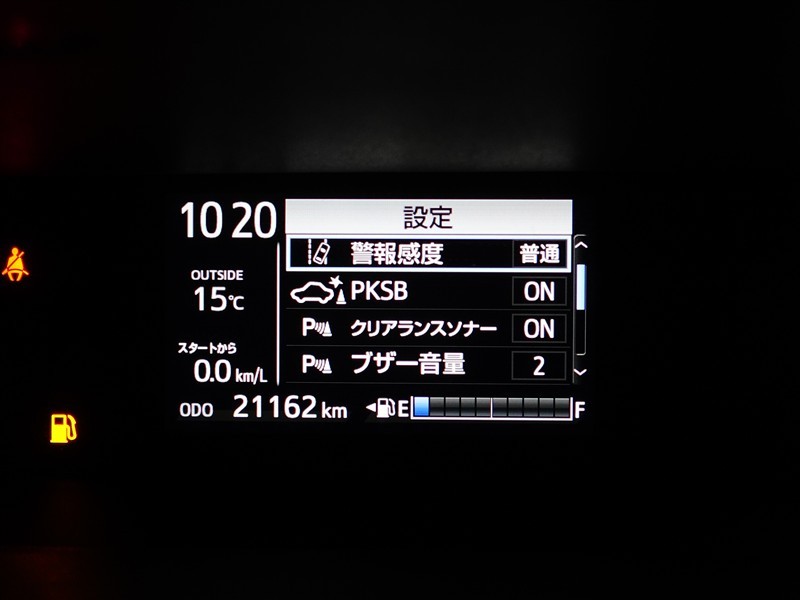 10 20
設定
警報感度 普通
OUTSIDE
15℃
PKSB ON
P クリアランスソナー ON
スタートから
0.0 km/L
P ブザー音量 2
ODO 21162 km E F